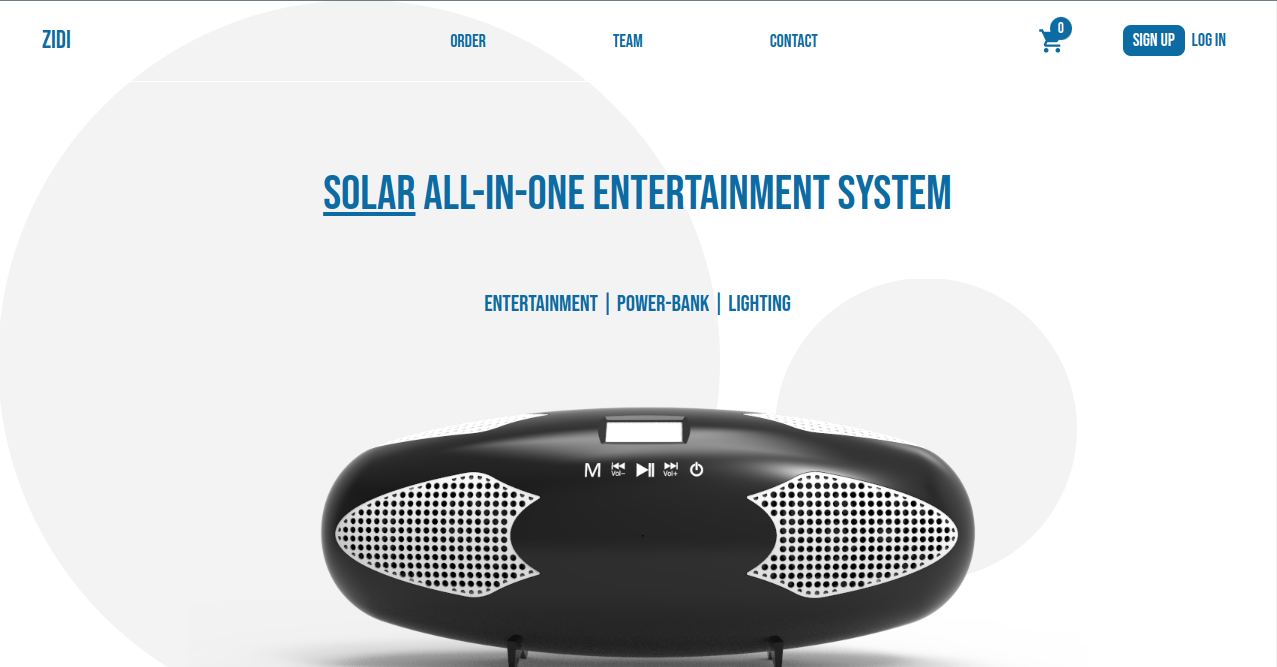 ZIDI
ORDER
TEAM
CONTACT
0
SIGN UP
LOG IN
SOLAR ALL-IN-ONE ENTERTAINMENT SYSTEM
ENTERTAINMENT | POWER-BANK | LIGHTING
M
Vol-
Vol+